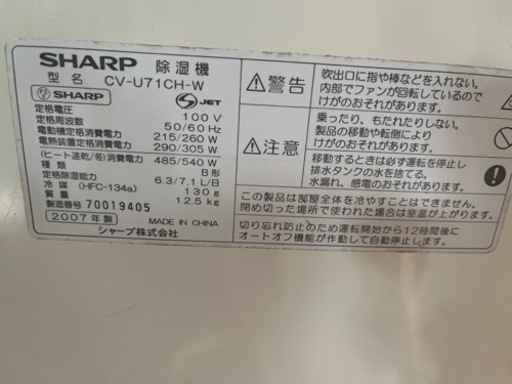 SHARP 除湿機
型名 CV-U71CH-W
PS E SHARP JET
定格電圧 100 V
定格周波数 50/60 Hz
電動機定格消費電力 215/260 W
電熱装置定格消費電力 290/305 W
(ヒート速乾/冬)消費電力 485/540 W
種類 B形
定格除湿能力 6.3/7.1 L/日
冷媒 (HFC-134a) 130 g
質量 12.5 kg
製造番号 70019405
2007年製 MADE IN CHINA
シャープ株式会社
警告
吹出口に指や棒などを入れない。
内部でファンが回転しているので
けがのおそれがあります。
注意
乗ったり、もたれたりしない。
製品の移動や転倒により
けがのおそれがあります。
移動するときは必ず運転を停止し
排水タンクの水を捨てる。
水漏れ、感電のおそれがあります。
この製品は部屋全体を冷やすことはできません。
閉め切った場所で使われた場合は室温が上がります。
切り忘れ防止のため運転開始から12時間後に
オートオフ機能が作動して自動停止します。